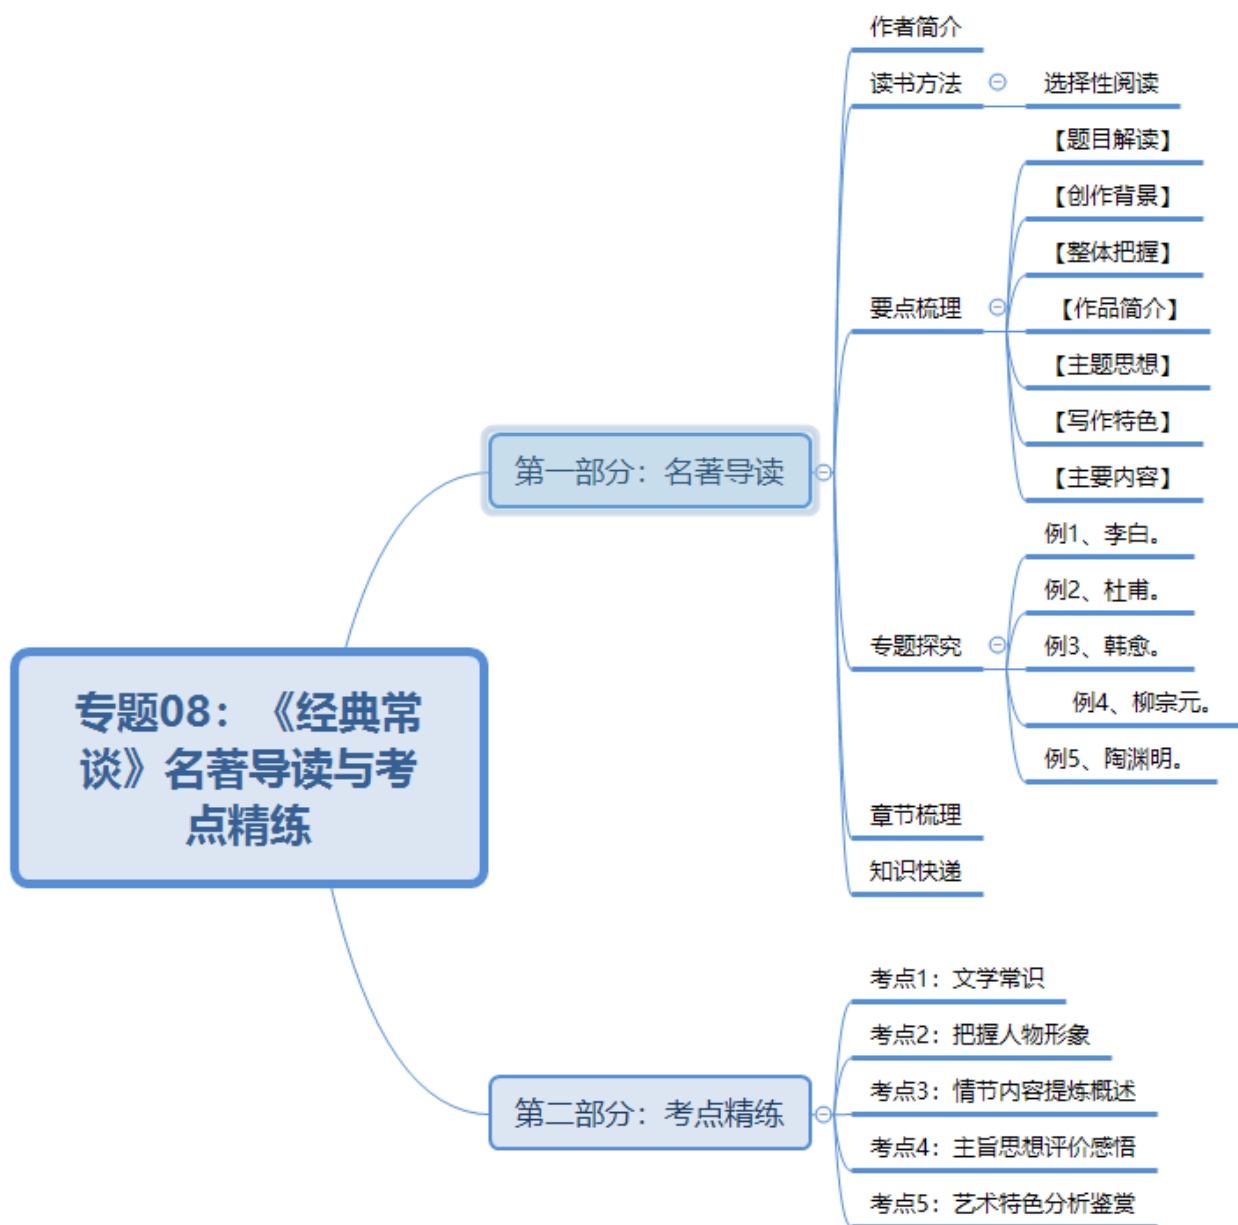 专题08：《经典常
谈》名著导读与考
点精练
第一部分：名著导读
作者简介
读书方法
选择性阅读
要点梳理
【题目解读】
【创作背景】
【整体把握】
【作品简介】
【主题思想】
【写作特色】
【主要内容】
专题探究
例1、李白。
例2、杜甫。
例3、韩愈。
例4、柳宗元。
例5、陶渊明。
章节梳理
知识快递
第二部分：考点精练
考点1：文学常识
考点2：把握人物形象
考点3：情节内容提炼概述
考点4：主旨思想评价感悟
考点5：艺术特色分析鉴赏